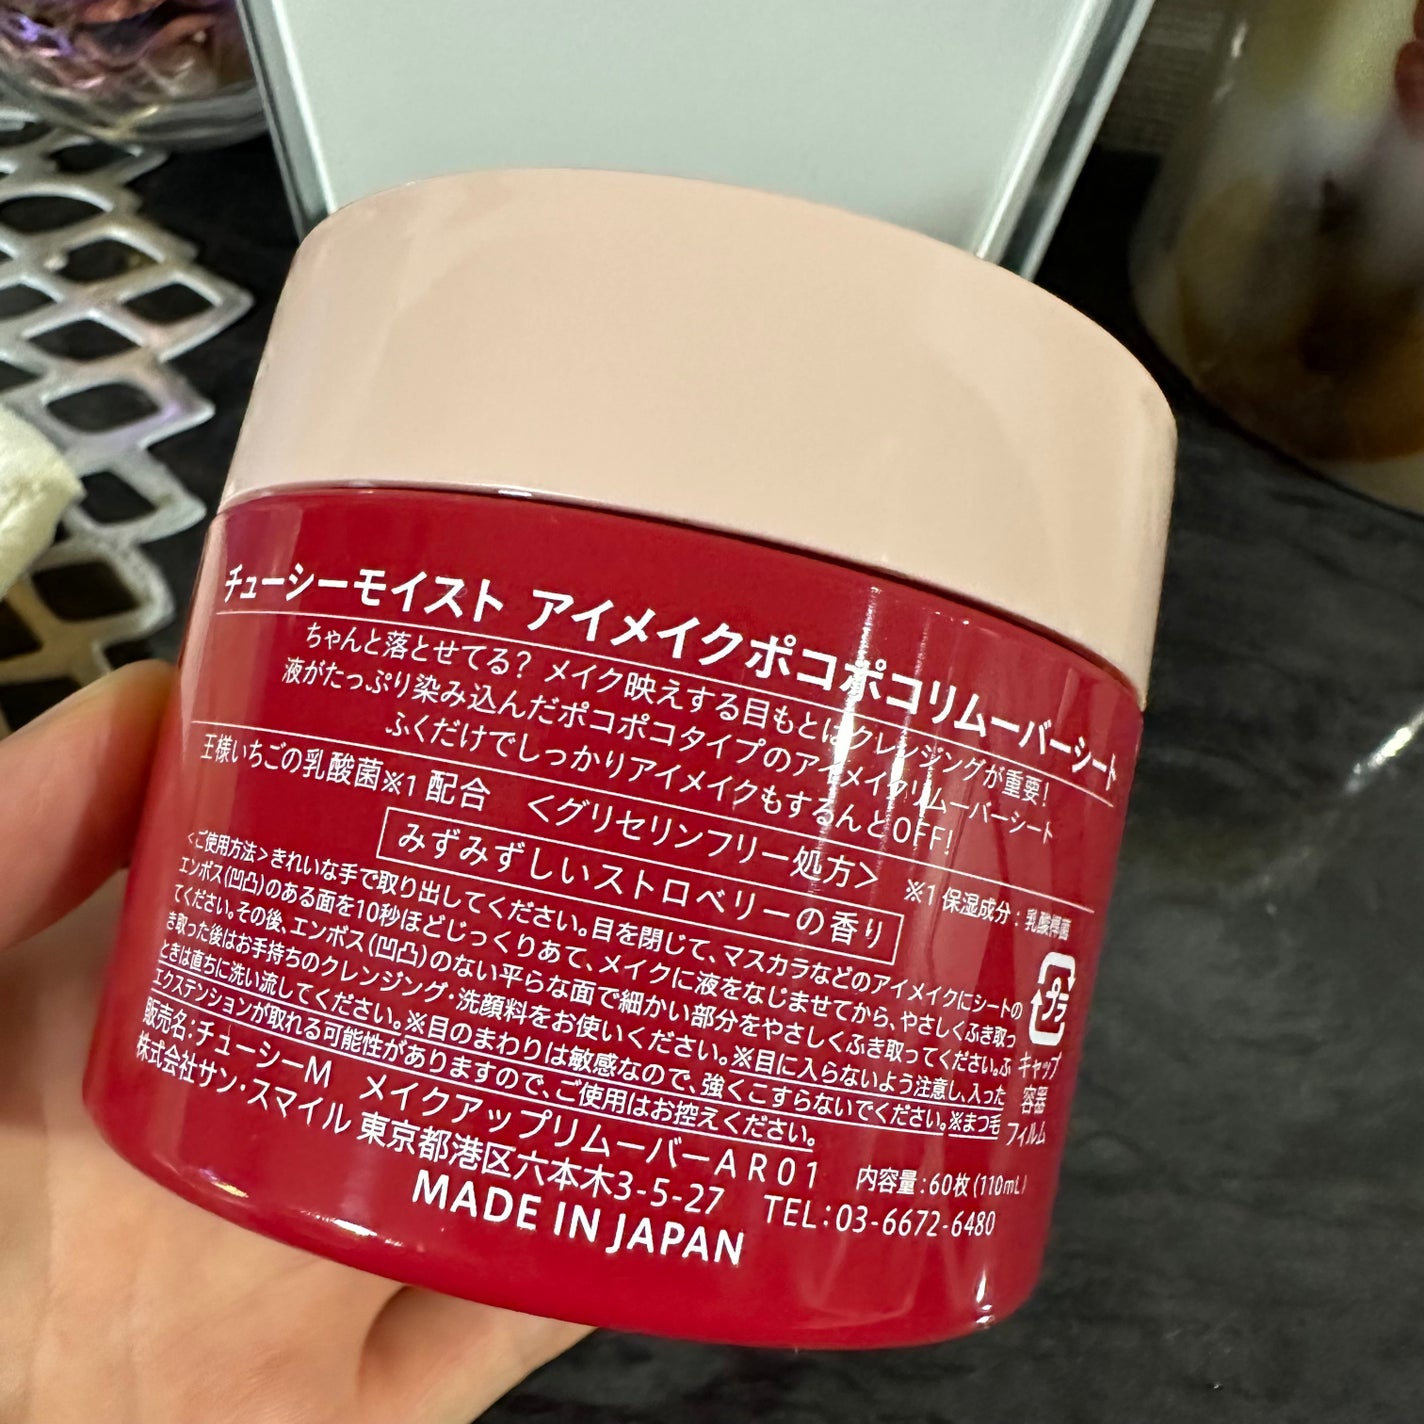 チューシーモイスト アイメイクポコポコリムーバーシート
ちゃんと落とせてる? メイク映えする目もとはクレンジングが重要!
液がたっぷり染み込んだポコポコタイプのアイメイクリムーバーシート
ふくだけでしっかりアイメイクもするんとOFF!
王様いちごの乳酸菌※1 配合 <グリセリンフリー処方> ※1 保湿成分:乳酸桿菌
みずみずしいストロベリーの香り
<ご使用方法>きれいな手で取り出してください。目を閉じて、マスカラなどのアイメイクにシートの
エンボス(凹凸)のある面を10秒ほどじっくりあて、メイクに液をなじませてから、やさしくふき取っ
てください。その後、エンボス(凹凸)のない平らな面で細かい部分をやさしくふき取ってください。ふ
き取った後はお手持ちのクレンジング・洗顔料をお使いください。※目に入らないよう注意し、入った
ときは直ちに洗い流してください。※目のまわりは敏感なので、強くこすらないでください。※まつ毛
エクステンションが取れる可能性がありますので、ご使用はお控えください。
プラ
キャップ
容器
フィルム
販売名:チューシーM メイクアップリムーバーAR01 内容量:60枚(110mL)
株式会社サン・スマイル 東京都港区六本木3-5-27 TEL:03-6672-6480
MADE IN JAPAN